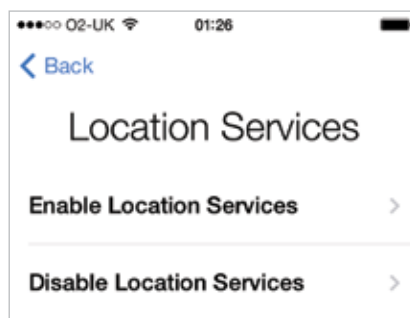 ●●●○○ O2-UK 01:26
Back
Location Services
Enable Location Services
Disable Location Services